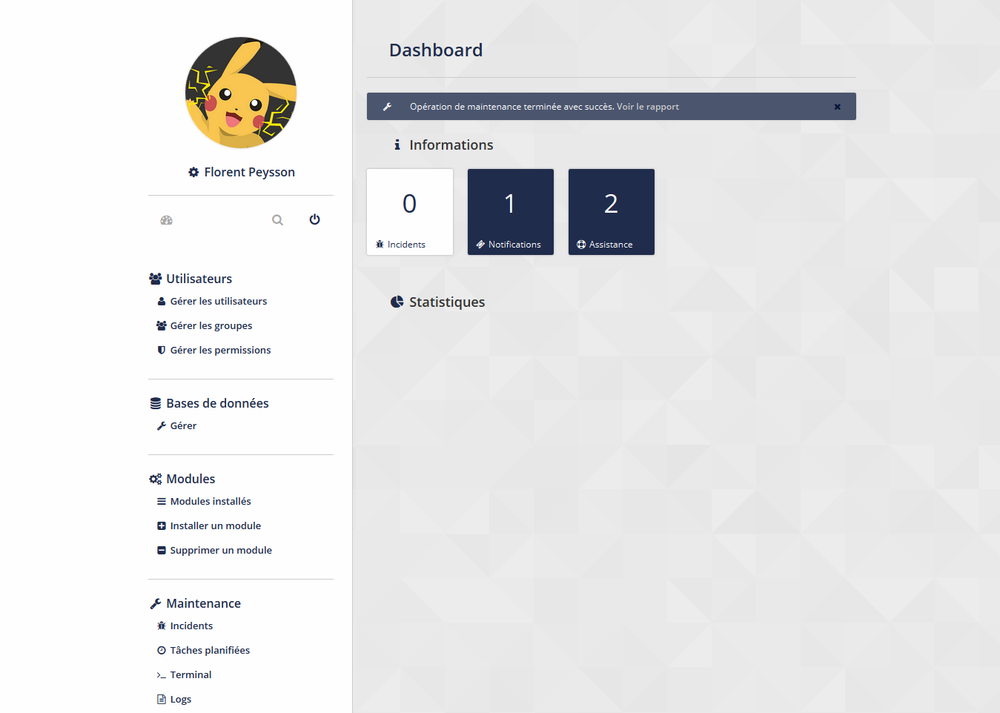 Florent Peysson
Utilisateurs
Gérer les utilisateurs
Gérer les groupes
Gérer les permissions
Bases de données
Gérer
Modules
Modules installés
Installer un module
Supprimer un module
Maintenance
Incidents
Tâches planifiées
Terminal
Logs
Dashboard
Opération de maintenance terminée avec succès. Voir le rapport
Informations
0
Incidents
1
Notifications
2
Assistance
Statistiques